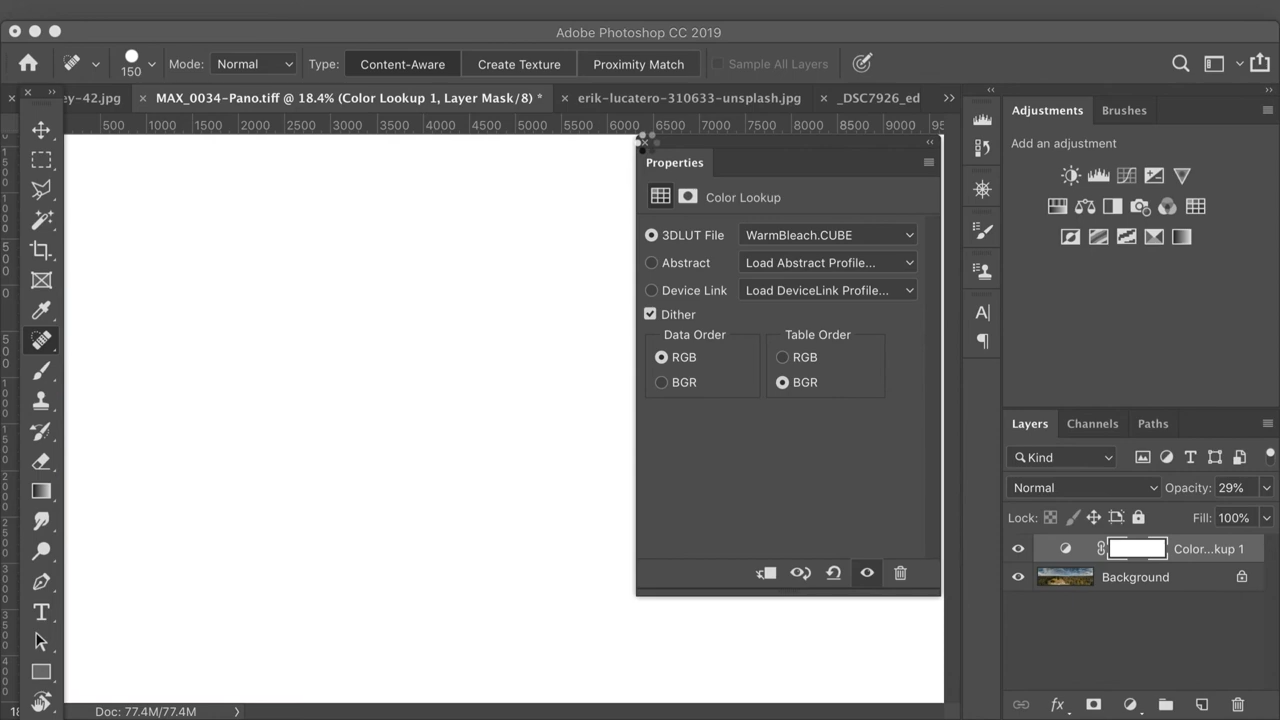 Adobe Photoshop CC 2019
150 Mode: Normal Type: Content-Aware Create Texture Proximity Match Sample All Layers
ey-42.jpg MAX_0034-Pano.tiff @ 18.4% (Color Lookup 1, Layer Mask/8) * erik-lucatero-310633-unsplash.jpg _DSC7926_ed
500 1000 1500 2000 2500 3000 3500 4000 4500 5000 5500 6000 6500 7000 7500 8000 8500 9000 95
Adjustments Brushes
Add an adjustment
Properties
Color Lookup
3DLUT File WarmBleach.CUBE
Abstract Load Abstract Profile...
Device Link Load DeviceLink Profile...
Dither
Data Order Table Order
RGB RGB
BGR BGR
Layers Channels Paths
Kind
Normal Opacity: 29%
Lock: Fill: 100%
Color...kup 1
Background
Doc: 77.4M/77.4M